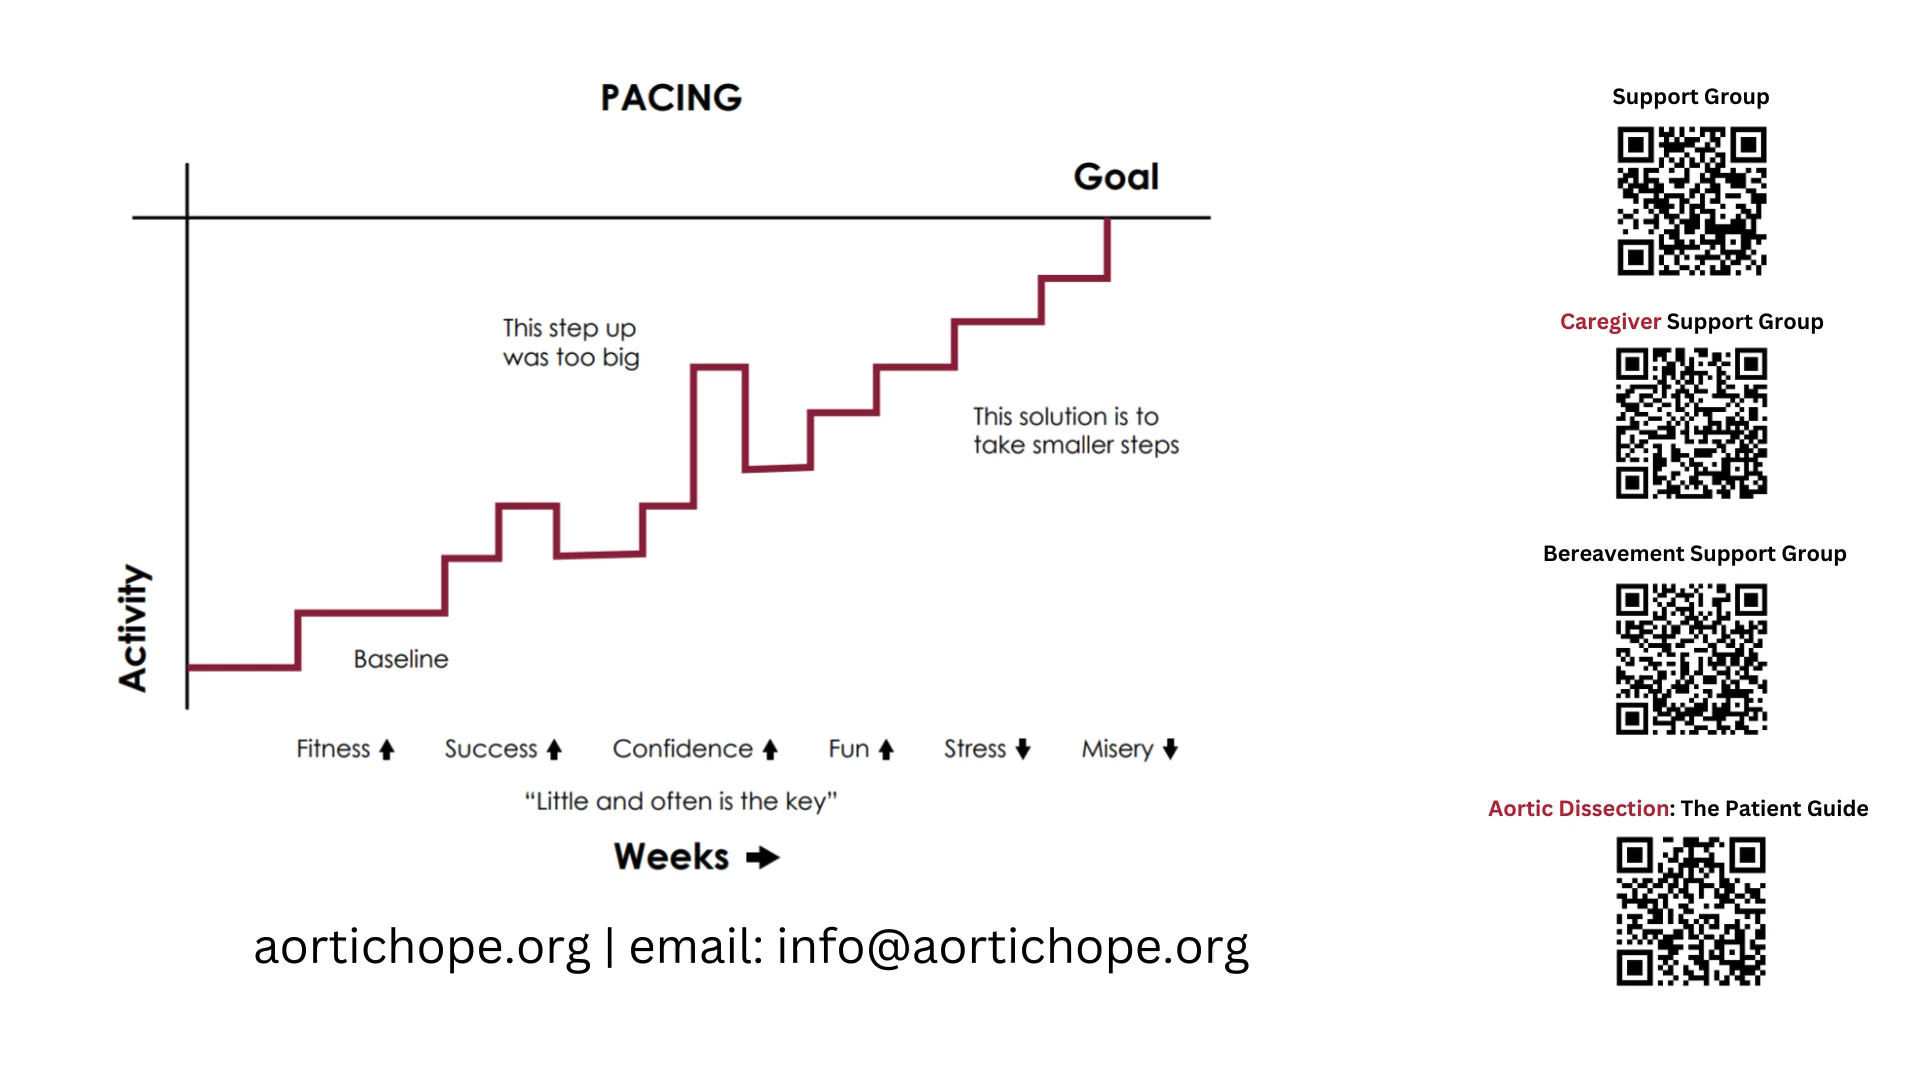 PACING
Goal
This step up
was too big
This solution is to
take smaller steps
Activity
Baseline
Fitness Success Confidence Fun Stress Misery
“Little and often is the key”
Weeks
aortichope.org | email: info@aortichope.org
Support Group
Caregiver Support Group
Bereavement Support Group
Aortic Dissection: The Patient Guide